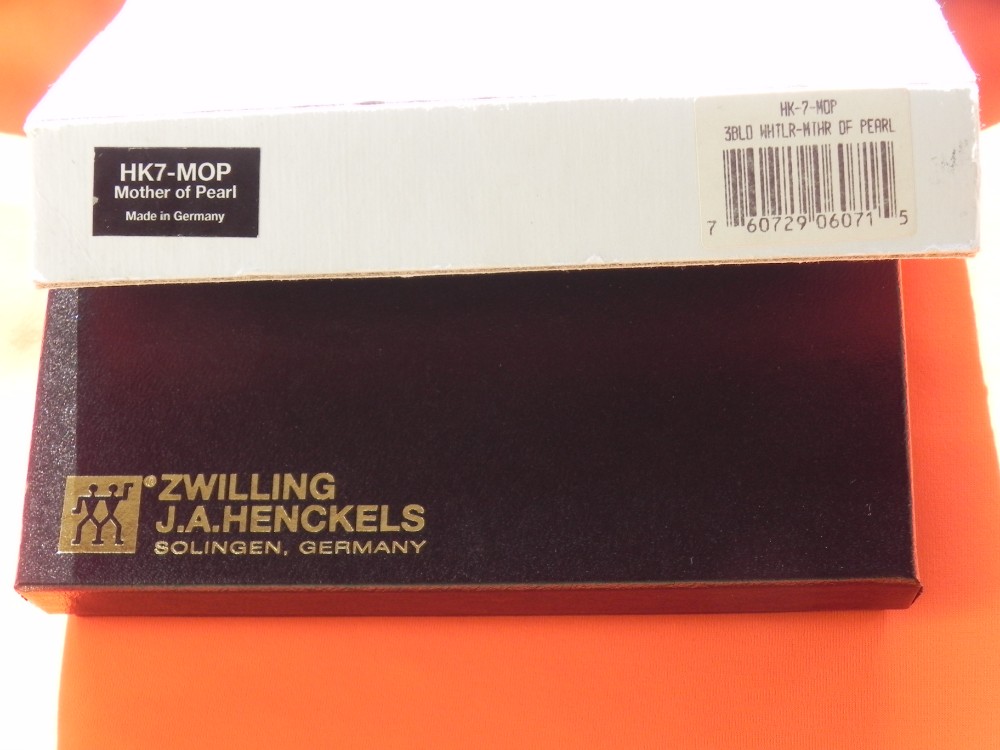 HK7-MOP
Mother of Pearl
Made in Germany
HK-7-MOP
3BLD WHTLR-MTHR OF PEARL
7 60729 06071 5
®
ZWILLING
J.A.HENCKELS
SOLINGEN, GERMANY